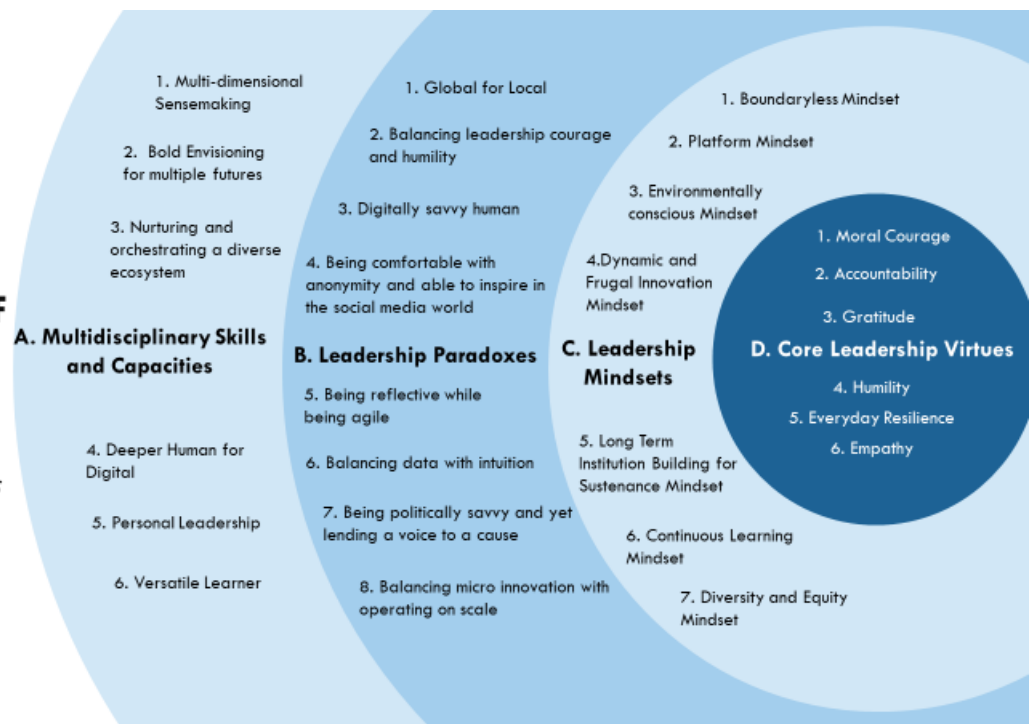 1. Multi-dimensional
Sensemaking
2. Bold Envisioning
for multiple futures
3. Nurturing and
orchestrating a diverse
ecosystem
A. Multidisciplinary Skills
and Capacities
4. Deeper Human for
Digital
5. Personal Leadership
6. Versatile Learner
1. Global for Local
2. Balancing leadership courage
and humility
3. Digitally savvy human
4. Being comfortable with
anonymity and able to inspire in
the social media world
B. Leadership Paradoxes
5. Being reflective while
being agile
6. Balancing data with intuition
7. Being politically savvy and yet
lending a voice to a cause
8. Balancing micro innovation with
operating on scale
1. Boundaryless Mindset
2. Platform Mindset
3. Environmentally
conscious Mindset
4.Dynamic and
Frugal Innovation
Mindset
C. Leadership
Mindsets
5. Long Term
Institution Building for
Sustenance Mindset
6. Continuous Learning
Mindset
7. Diversity and Equity
Mindset
1. Moral Courage
2. Accountability
3. Gratitude
D. Core Leadership Virtues
4. Humility
5. Everyday Resilience
6. Empathy